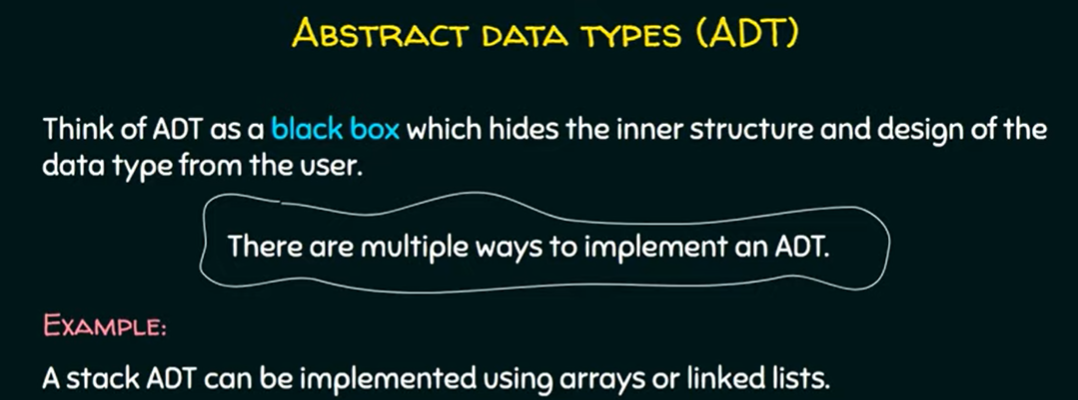 ABSTRACT DATA TYPES (ADT)
Think of ADT as a black box which hides the inner structure and design of the
data type from the user.
There are multiple ways to implement an ADT.
EXAMPLE:
A stack ADT can be implemented using arrays or linked lists.